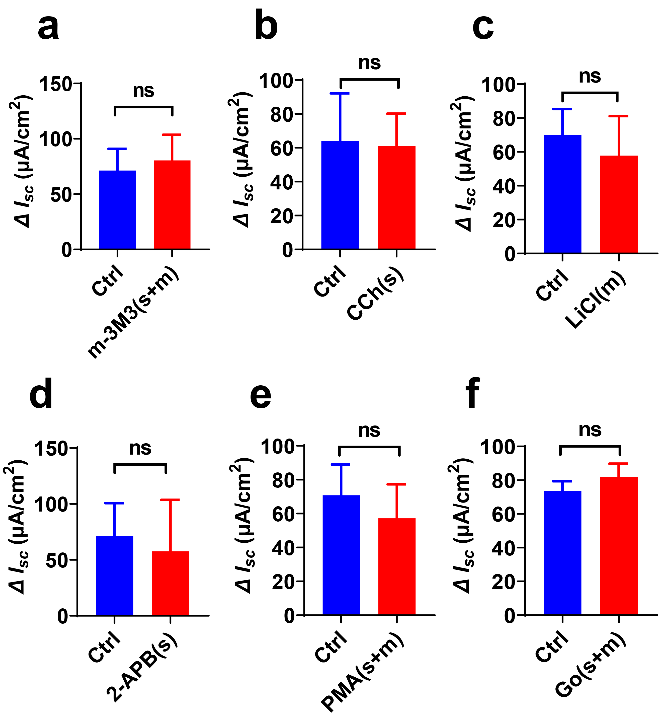 a
Δ Isc (μA/cm²)
150
100
50
0
ns
Ctrl
m-3M3(s+m)
b
Δ Isc (μA/cm²)
100
80
60
40
20
0
ns
Ctrl
CCh(s)
c
Δ Isc (μA/cm²)
100
80
60
40
20
0
ns
Ctrl
LiCl(m)
d
Δ Isc (μA/cm²)
150
100
50
0
ns
Ctrl
2-APB(s)
e
Δ Isc (μA/cm²)
100
80
60
40
20
0
ns
Ctrl
PMA(s+m)
f
Δ Isc (μA/cm²)
100
80
60
40
20
0
ns
Ctrl
Go(s+m)